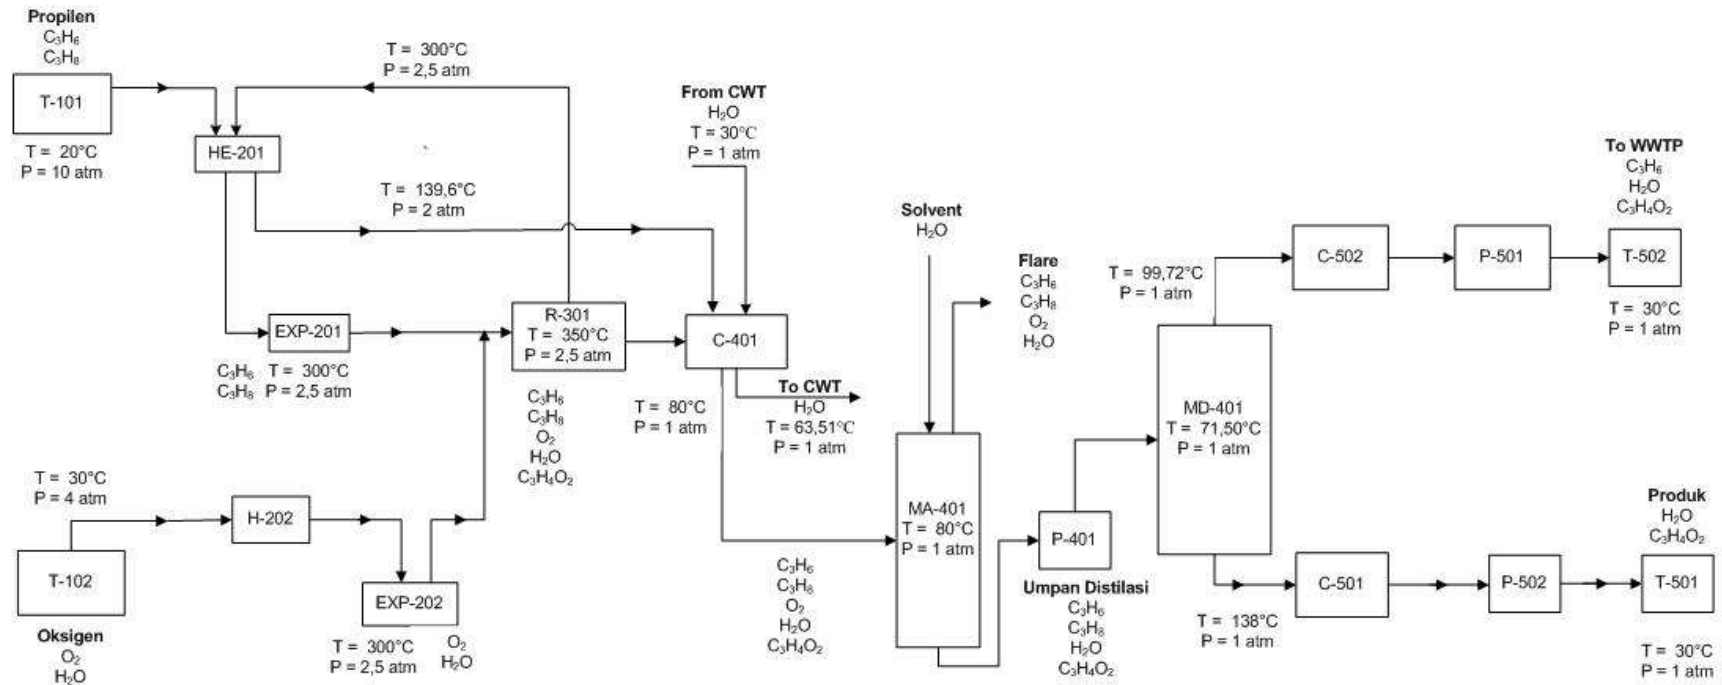 Propilen
C₃H₆
C₃H₈
T-101
T = 20°C
P = 10 atm
HE-201
T = 300°C
P = 2,5 atm
T = 139,6°C
P = 2 atm
From CWT
H₂O
T = 30°C
P = 1 atm
EXP-201
C₃H₆ T = 300°C
C₃H₈ P = 2,5 atm
R-301
T = 350°C
P = 2,5 atm
C₃H₆
C₃H₈
O₂
H₂O
C₃H₄O₂
C-401
T = 80°C
P = 1 atm
To CWT
H₂O
T = 63,51°C
P = 1 atm
T = 30°C
P = 4 atm
T-102
Oksigen
O₂
H₂O
H-202
EXP-202
T = 300°C
P = 2,5 atm
O₂
H₂O
C₃H₆
C₃H₈
O₂
H₂O
C₃H₄O₂
Solvent
H₂O
MA-401
T = 80°C
P = 1 atm
Flare
C₃H₆
C₃H₈
O₂
H₂O
P-401
Umpan Distilasi
C₃H₆
C₃H₈
H₂O
C₃H₄O₂
T = 99,72°C
P = 1 atm
MD-401
T = 71,50°C
P = 1 atm
T = 138°C
P = 1 atm
C-502
P-501
To WWTP
C₃H₆
H₂O
C₃H₄O₂
T-502
T = 30°C
P = 1 atm
C-501
P-502
Produk
H₂O
C₃H₄O₂
T-501
T = 30°C
P = 1 atm